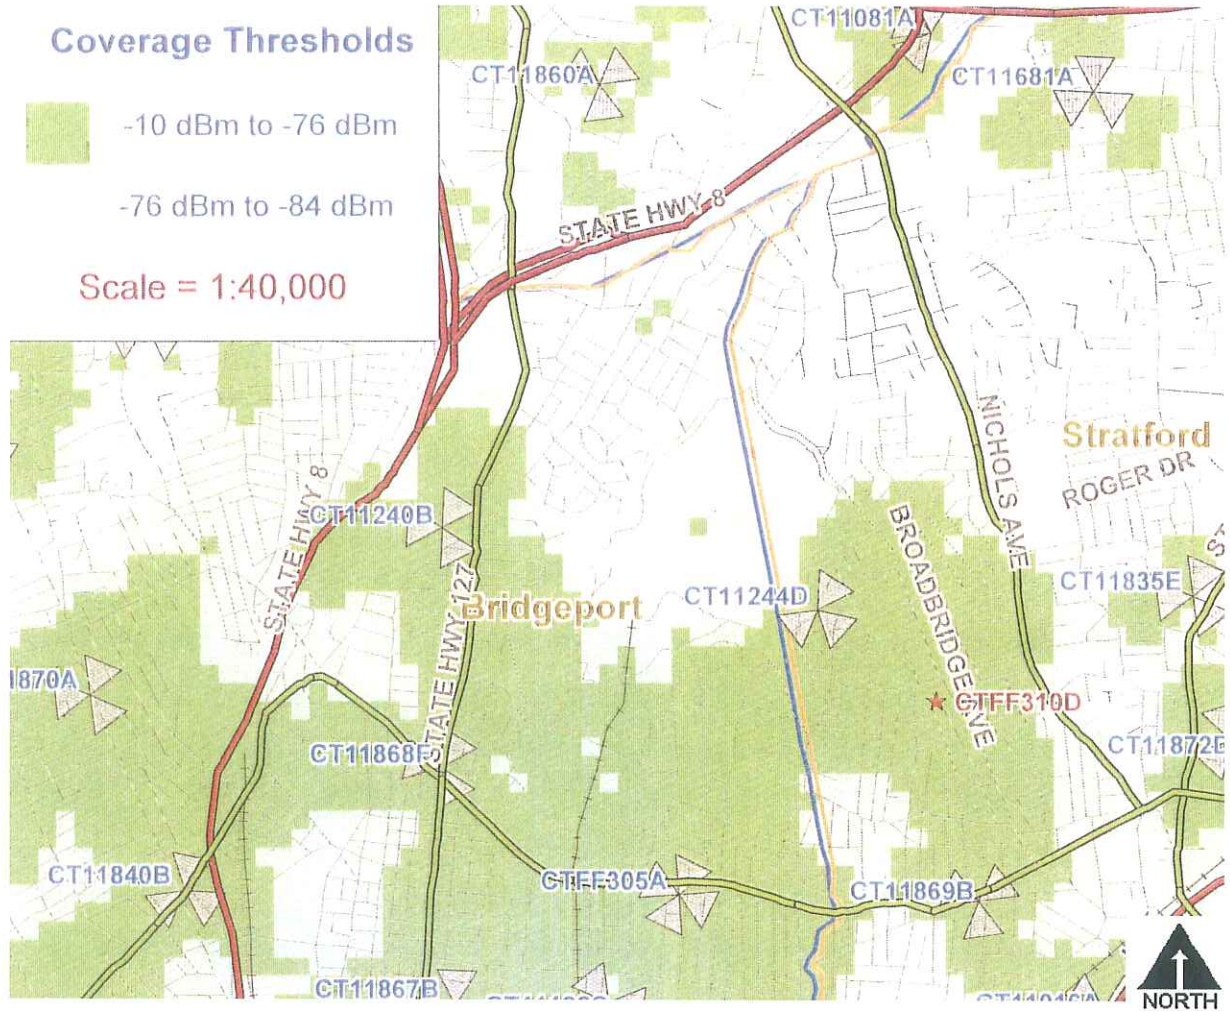 Coverage Thresholds
-10 dBm to -76 dBm
-76 dBm to -84 dBm
Scale = 1:40,000
CT11081A
CT11860A
CT11681A
STATE HWY 8
NICHOLS AVE
Stratford
ROGER DR
STATE HWY 8
CT11240B
BROADBRIDGE AVE
STATE HWY 127
Bridgeport
CT11244D
CT11835E
1870A
CTFF310D
CT11868F
CT11872E
CT11840B
CTFF305A
CT11869B
CT11867B
NORTH